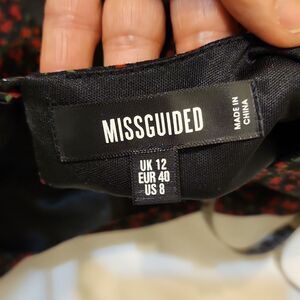 MISSGUIDED
MADE IN
CHINA
UK 12
EUR 40
US 8